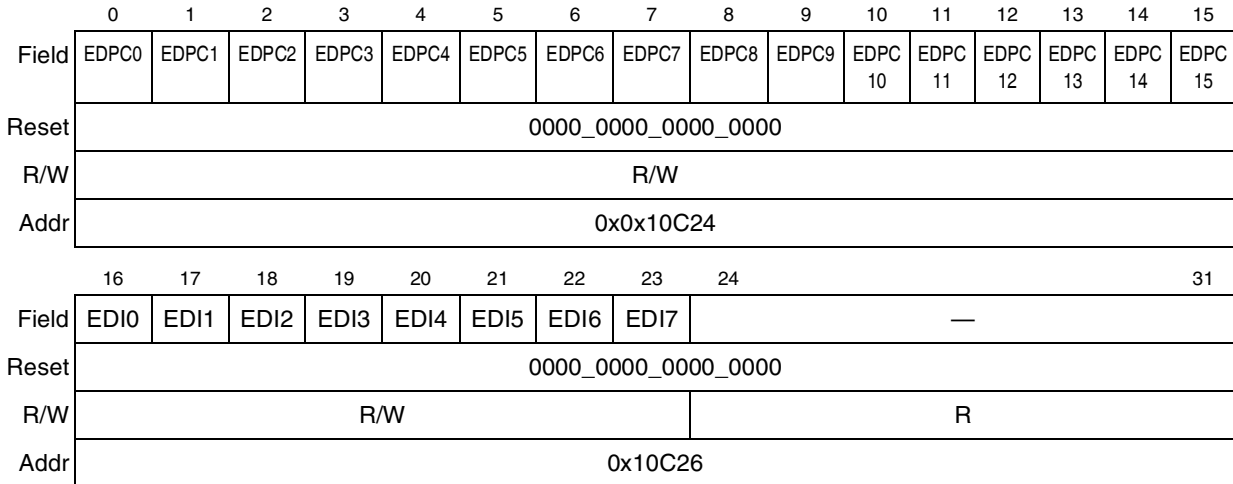 0 1 2 3 4 5 6 7 8 9 10 11 12 13 14 15
Field EDPC0 EDPC1 EDPC2 EDPC3 EDPC4 EDPC5 EDPC6 EDPC7 EDPC8 EDPC9 EDPC 10 EDPC 11 EDPC 12 EDPC 13 EDPC 14 EDPC 15
Reset 0000_0000_0000_0000
R/W R/W
Addr 0x0x10C24
16 17 18 19 20 21 22 23 24 31
Field EDI0 EDI1 EDI2 EDI3 EDI4 EDI5 EDI6 EDI7 —
Reset 0000_0000_0000_0000
R/W R/W R
Addr 0x10C26